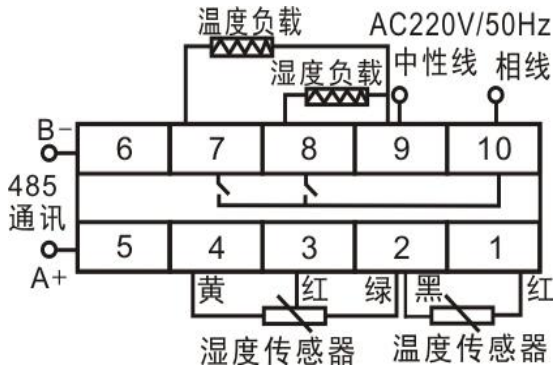 温度负载
AC220V/50Hz
湿度负载
中性线
相线
B-
6
7
8
9
10
485
通讯
5
4
3
2
1
A+
黄
红
绿
黑
红
湿度传感器
温度传感器